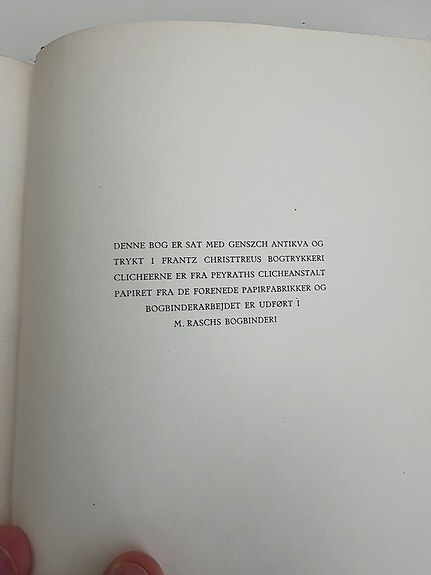 DENNE BOG ER SAT MED GENSZCH ANTIKVA OG
TRYKT I FRANTZ CHRISTTREUS BOGTRYKKERI
CLICHEERNE ER FRA PEYRATHS CLICHEANSTALT
PAPIRET FRA DE FORENEDE PAPIRFABRIKKER OG
BOGBINDERARBEJDET ER UDFØRT I
M. RASCHS BOGBINDERI